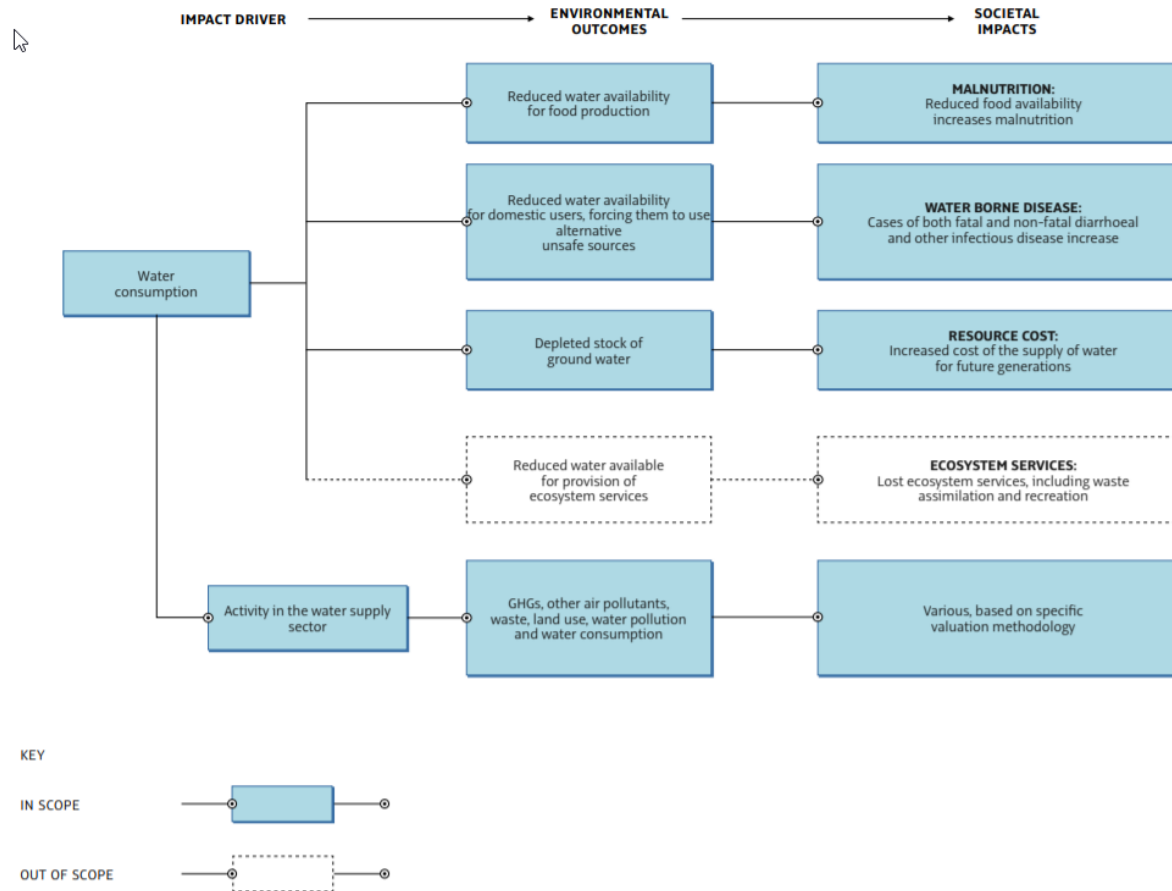 IMPACT DRIVER
ENVIRONMENTAL
OUTCOMES
SOCIETAL
IMPACTS
Reduced water availability
for food production
MALNUTRITION:
Reduced food availability
increases malnutrition
Reduced water availability
for domestic users, forcing them to use
alternative
unsafe sources
WATER BORNE DISEASE:
Cases of both fatal and non-fatal diarrhoeal
and other infectious disease increase
Water
consumption
Depleted stock of
ground water
RESOURCE COST:
Increased cost of the supply of water
for future generations
Reduced water available
for provision of
ecosystem services
ECOSYSTEM SERVICES:
Lost ecosystem services, including waste
assimilation and recreation
Activity in the water supply
sector
GHGs, other air pollutants,
waste, land use, water pollution
and water consumption
Various, based on specific
valuation methodology
KEY
IN SCOPE
OUT OF SCOPE